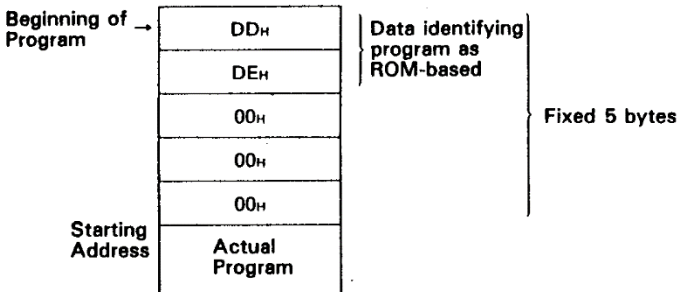 Beginning of
Program
DDH
DEH
00H
00H
00H
Data identifying
program as
ROM-based
Fixed 5 bytes
Starting
Address
Actual
Program